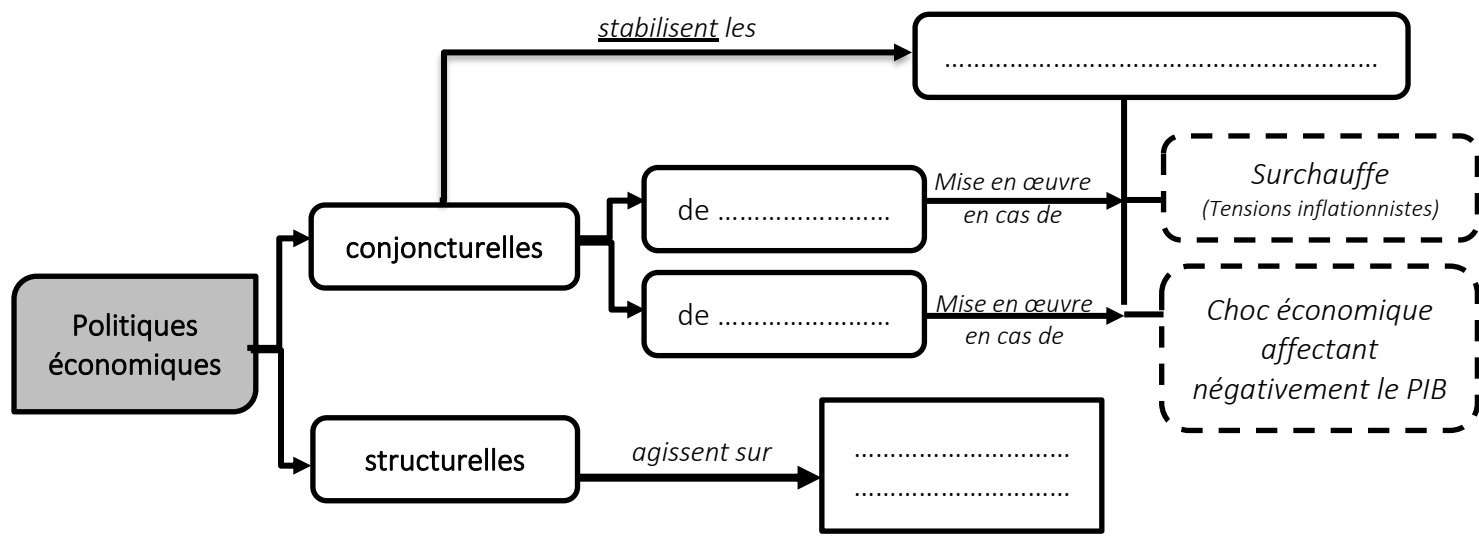 stabilisent les
………………………………………………………
de ……………………
Mise en œuvre
en cas de
Surchauffe
(Tensions inflationnistes)
conjoncturelles
de ……………………
Mise en œuvre
en cas de
Choc économique
affectant
négativement le PIB
Politiques
économiques
structurelles
agissent sur
…………………………
…………………………